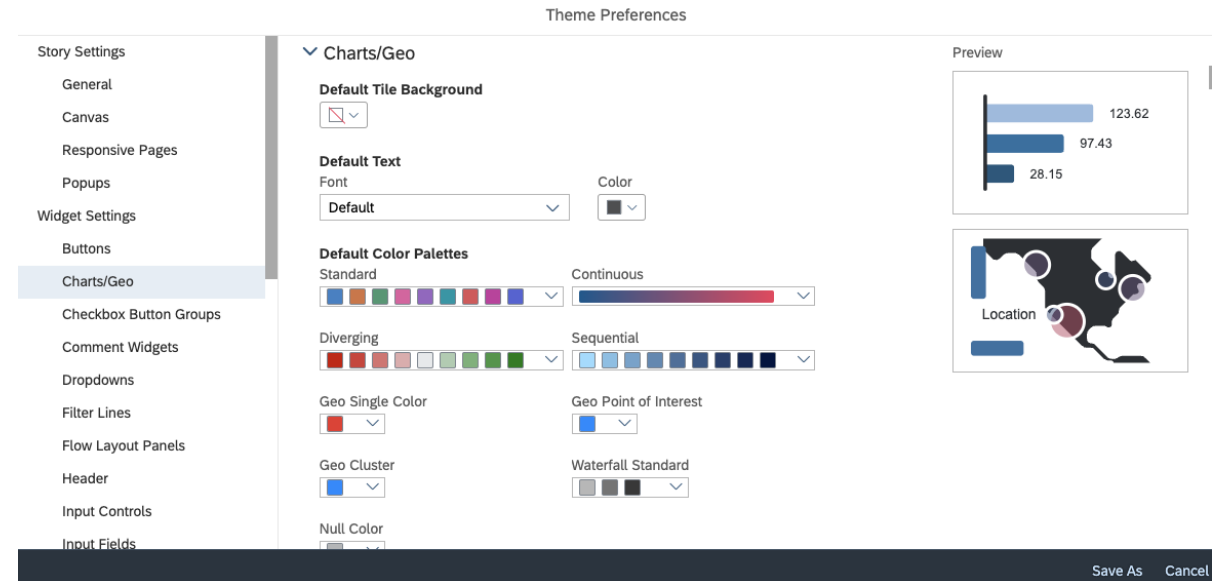 Theme Preferences
Story Settings
General
Canvas
Responsive Pages
Popups
Widget Settings
Buttons
Charts/Geo
Checkbox Button Groups
Comment Widgets
Dropdowns
Filter Lines
Flow Layout Panels
Header
Input Controls
Input Fields
Charts/Geo
Default Tile Background
Default Text
Font
Color
Default
Default Color Palettes
Standard
Continuous
Diverging
Sequential
Geo Single Color
Geo Point of Interest
Geo Cluster
Waterfall Standard
Null Color
Preview
123.62
97.43
28.15
Location
Save As
Cancel